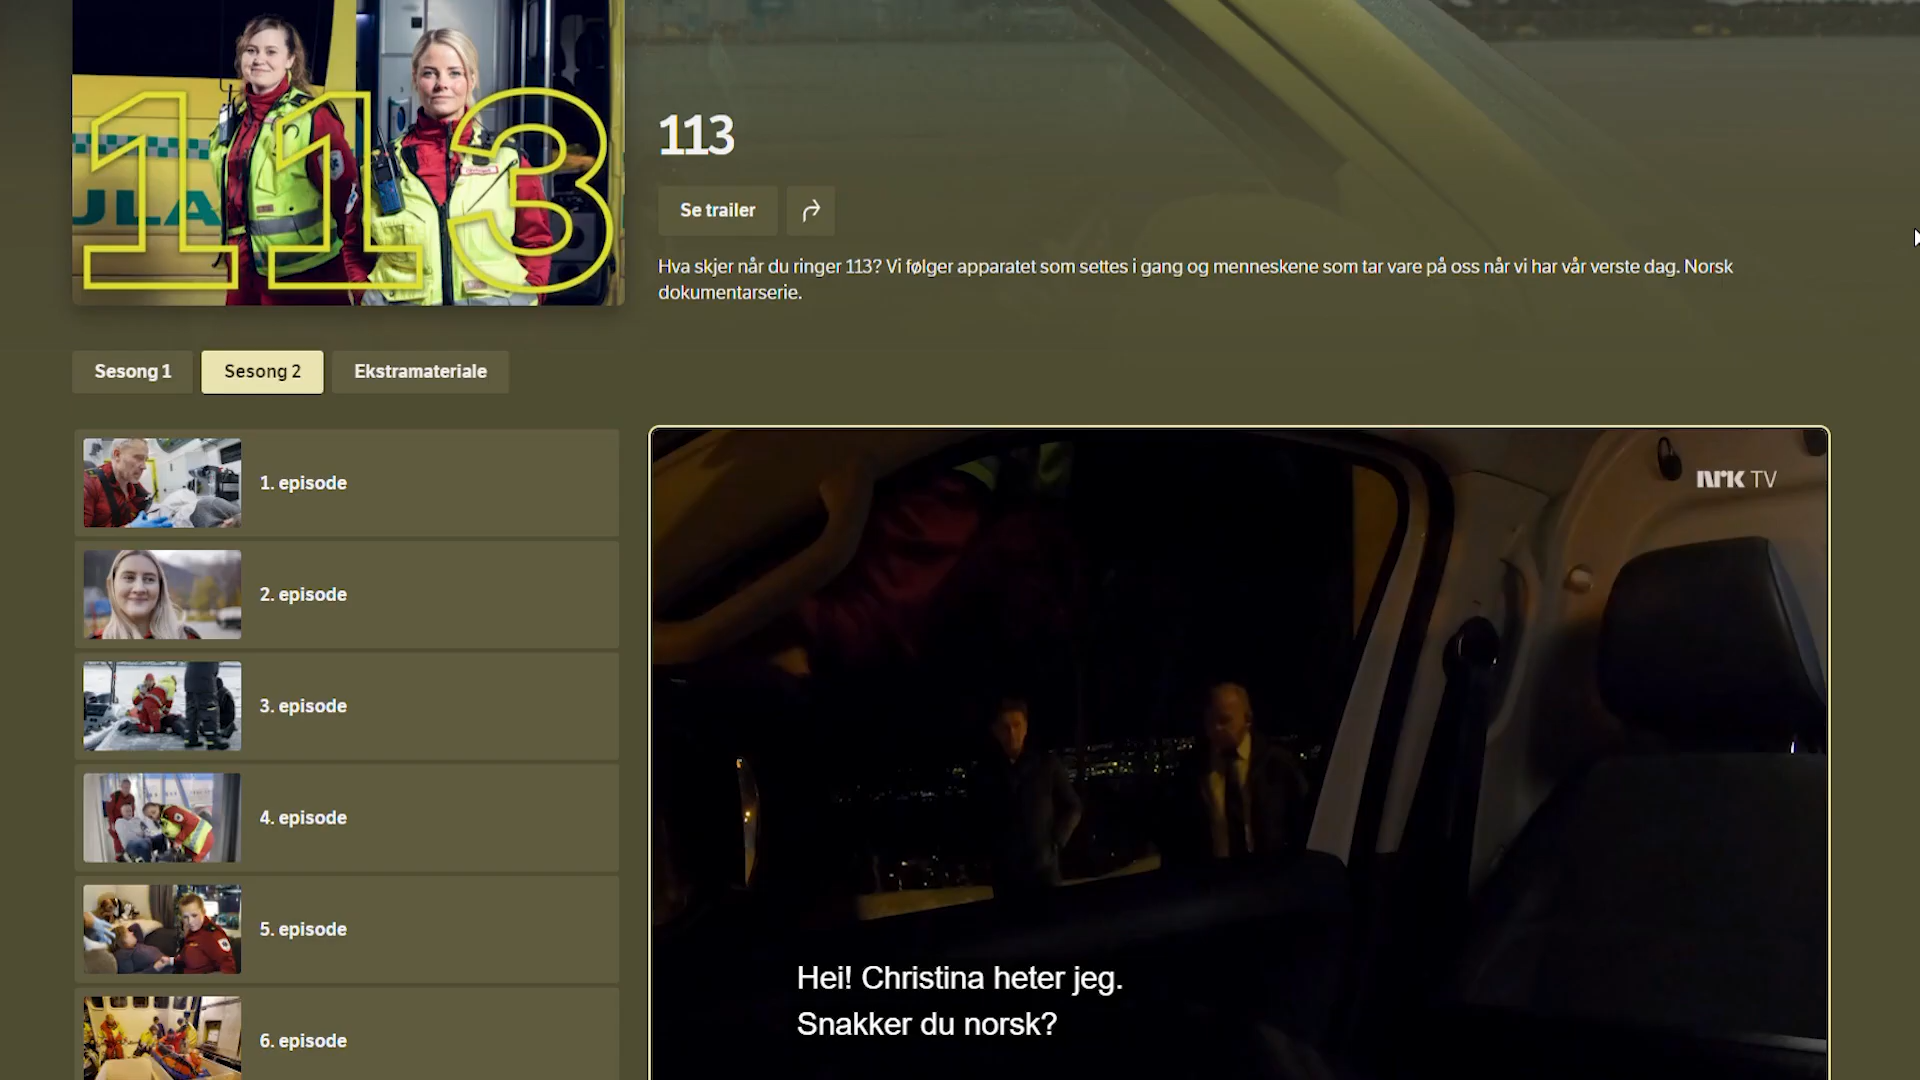 113
ULA
113
Se trailer
Hva skjer når du ringer 113? Vi følger apparatet som settes i gang og menneskene som tar vare på oss når vi har vår verste dag. Norsk
dokumentarserie.
Sesong 1
Sesong 2
Ekstramateriale
1. episode
2. episode
3. episode
4. episode
5. episode
6. episode
NRK TV
Hei! Christina heter jeg.
Snakker du norsk?